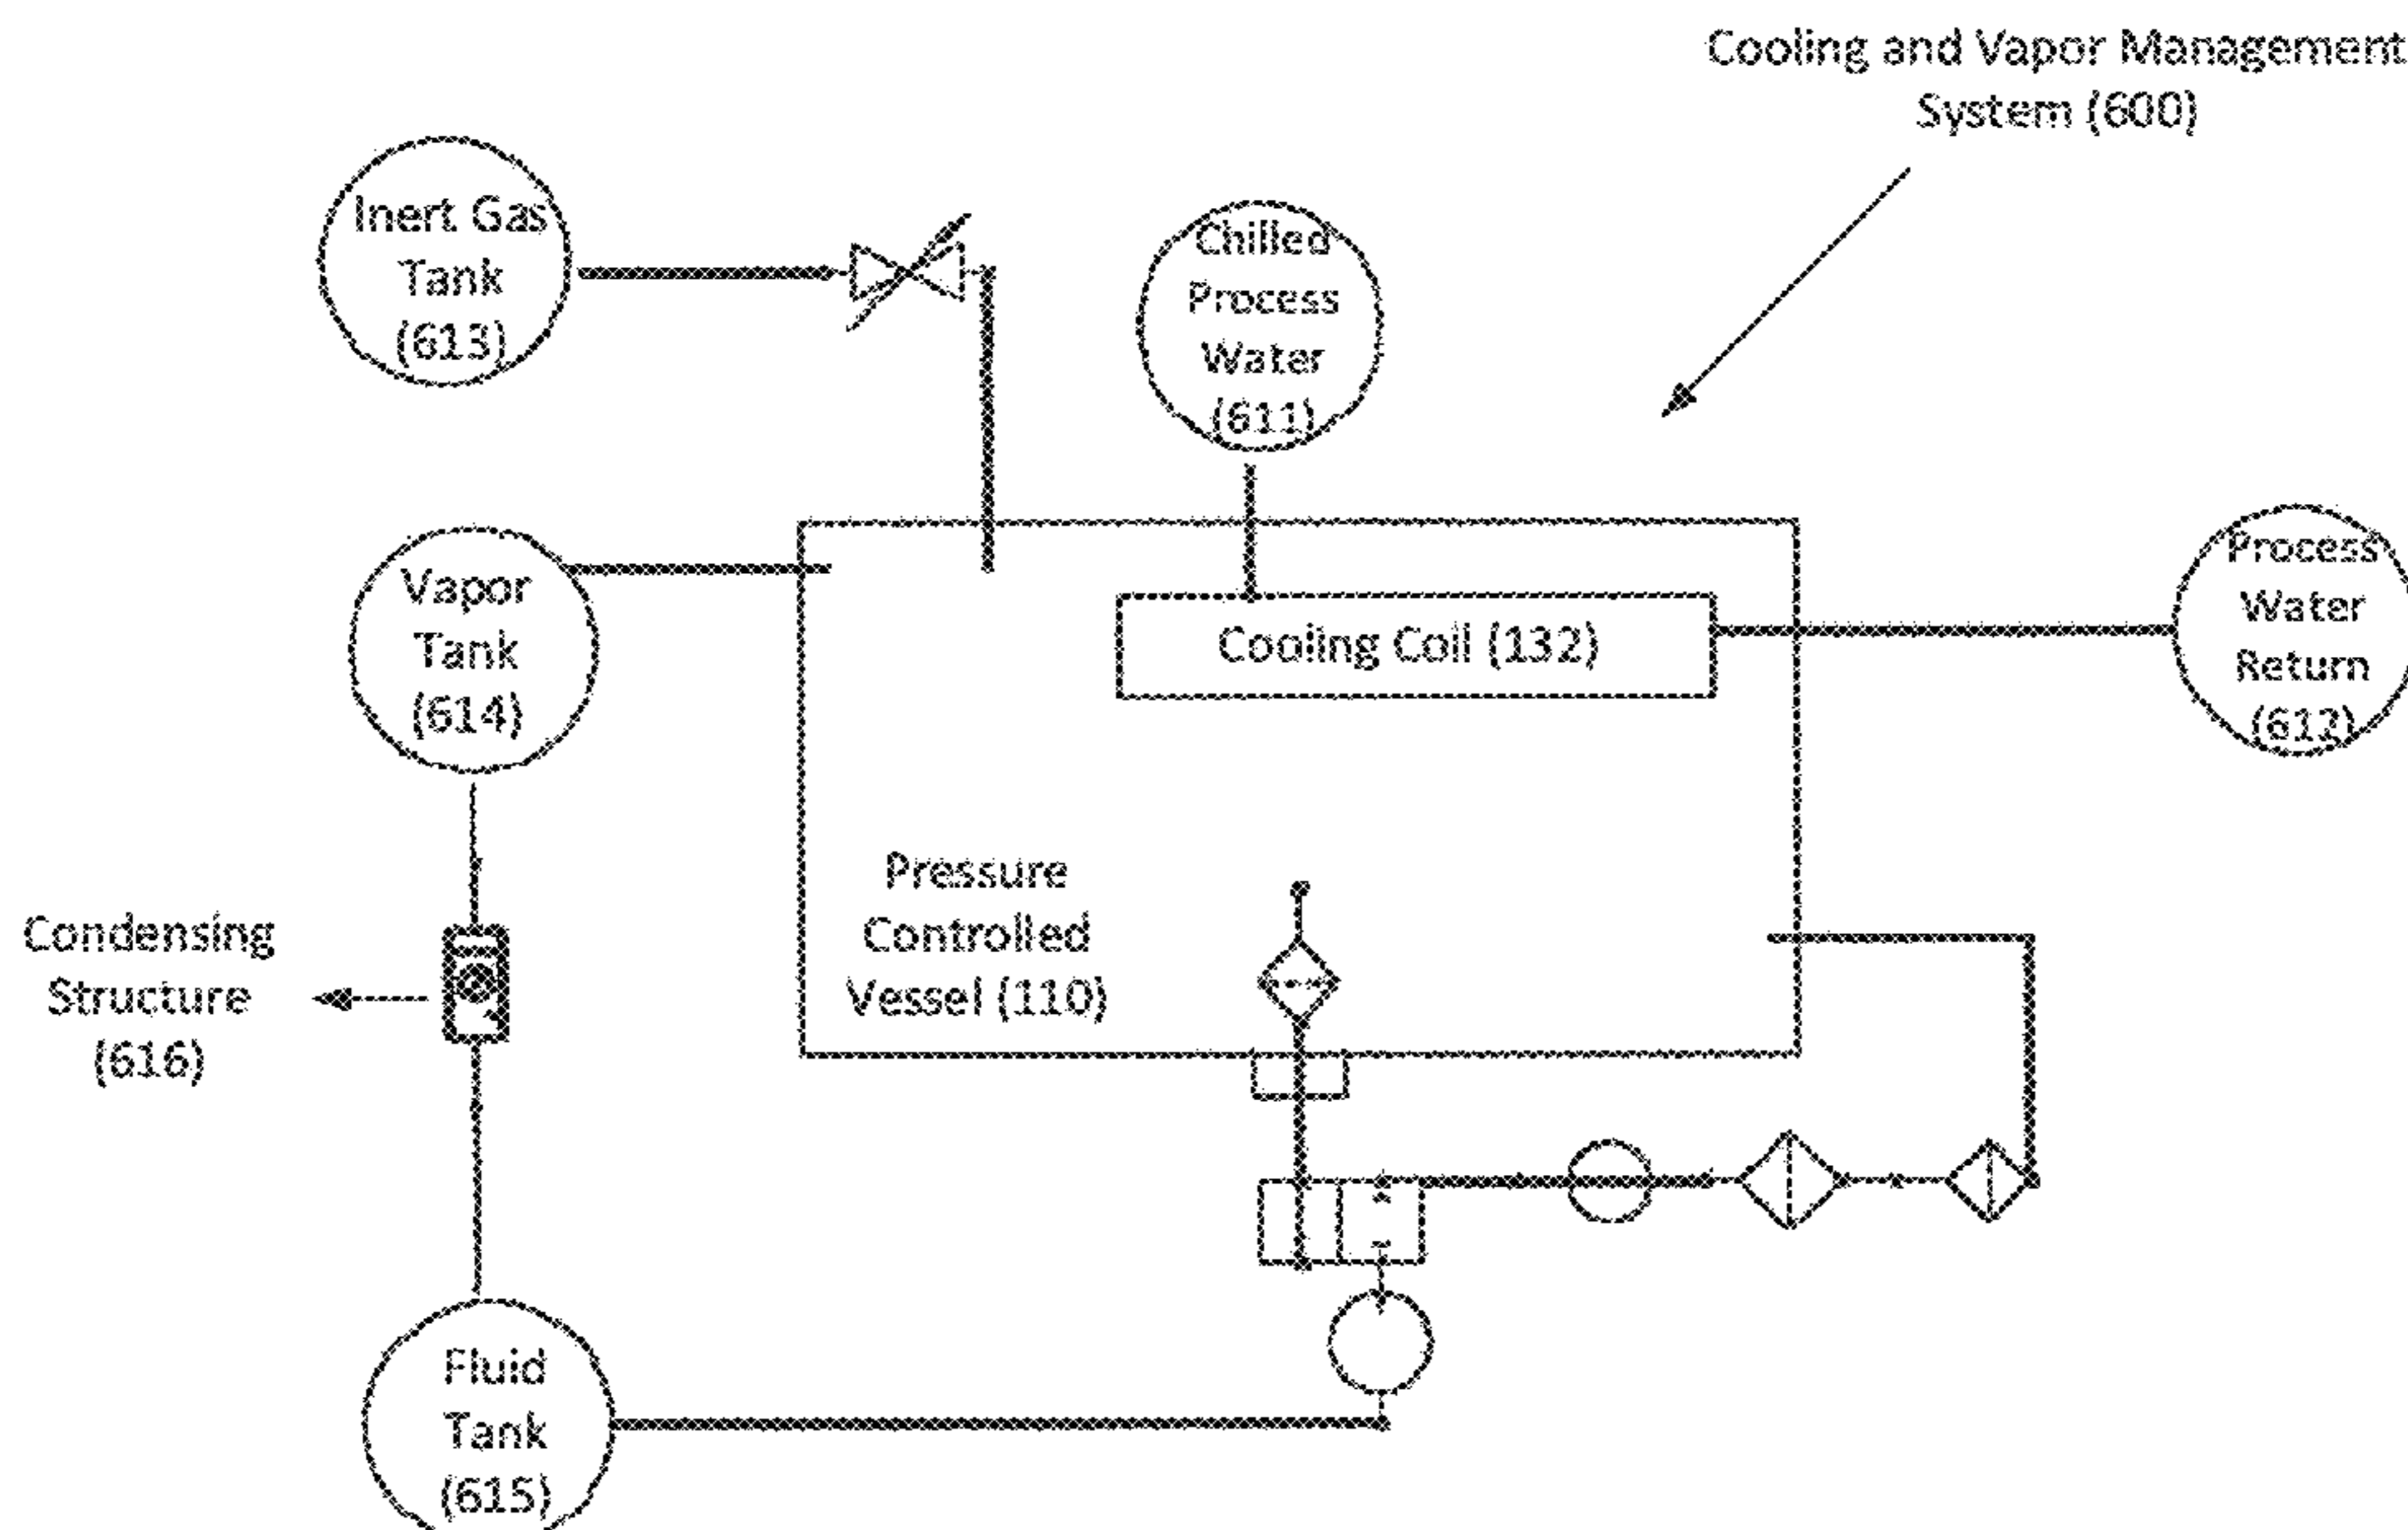 Cooling and Vapor Management
System (600)
Inert Gas
Tank
(613)
Chilled
Process
Water
(611)
Vapor
Tank
(614)
Cooling Coil (132)
Process
Water
Return
(612)
Pressure
Controlled
Vessel (110)
Condensing
Structure
(616)
Fluid
Tank
(615)